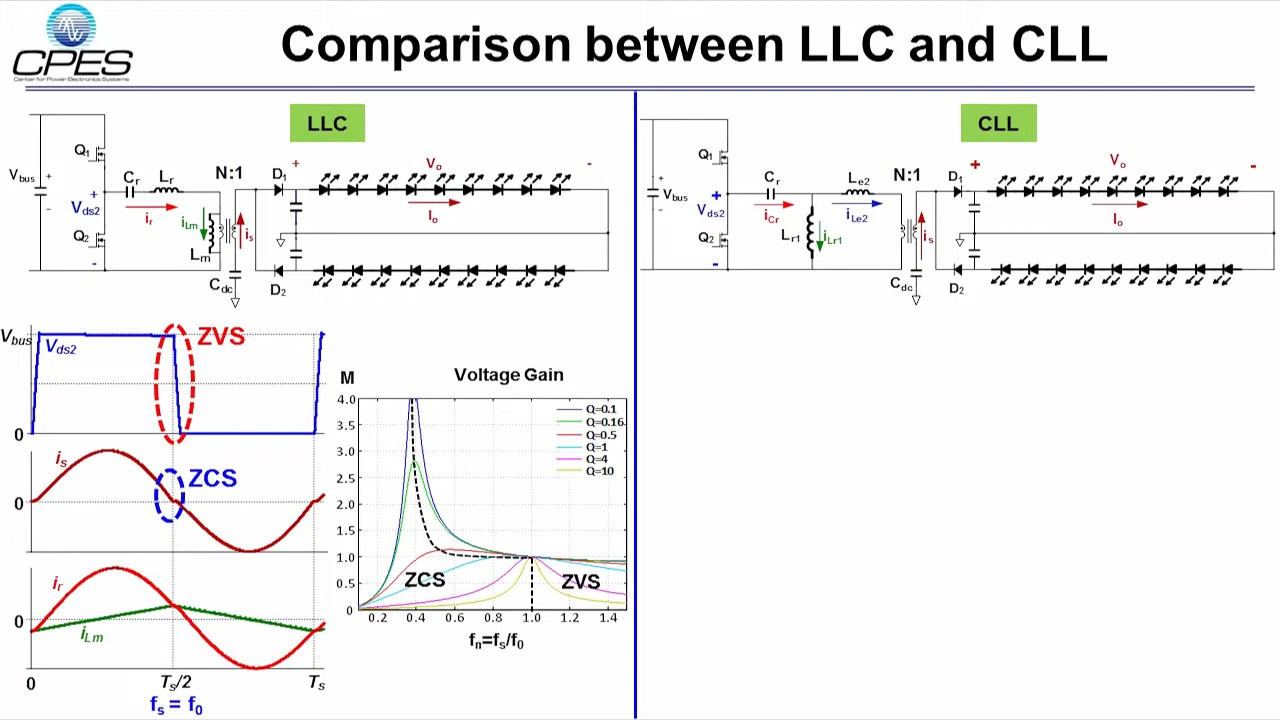 CPES
Center for Power Electronics Systems
Comparison between LLC and CLL
LLC
Vbus
+
-
Q1
Q2
+
Vds2
-
Cr
Lr
ir
iLm
Lm
N:1
is
Cdc
D1
D2
+
Vo
-
Io
CLL
Vbus
+
-
Q1
Q2
+
Vds2
-
Cr
iCr
Lr1
iLr1
Le2
iLe2
N:1
is
Cdc
D1
D2
+
Vo
-
Io
Vbus
Vds2
ZVS
0
is
ZCS
0
ir
0
iLm
0
Ts/2
Ts
fs = f0
M
Voltage Gain
4.0
3.5
3.0
2.5
2.0
1.5
1.0
0.5
0
Q=0.1
Q=0.16
Q=0.5
Q=1
Q=4
Q=10
ZCS
ZVS
0.2 0.4 0.6 0.8 1.0 1.2 1.4
fn=fs/f0